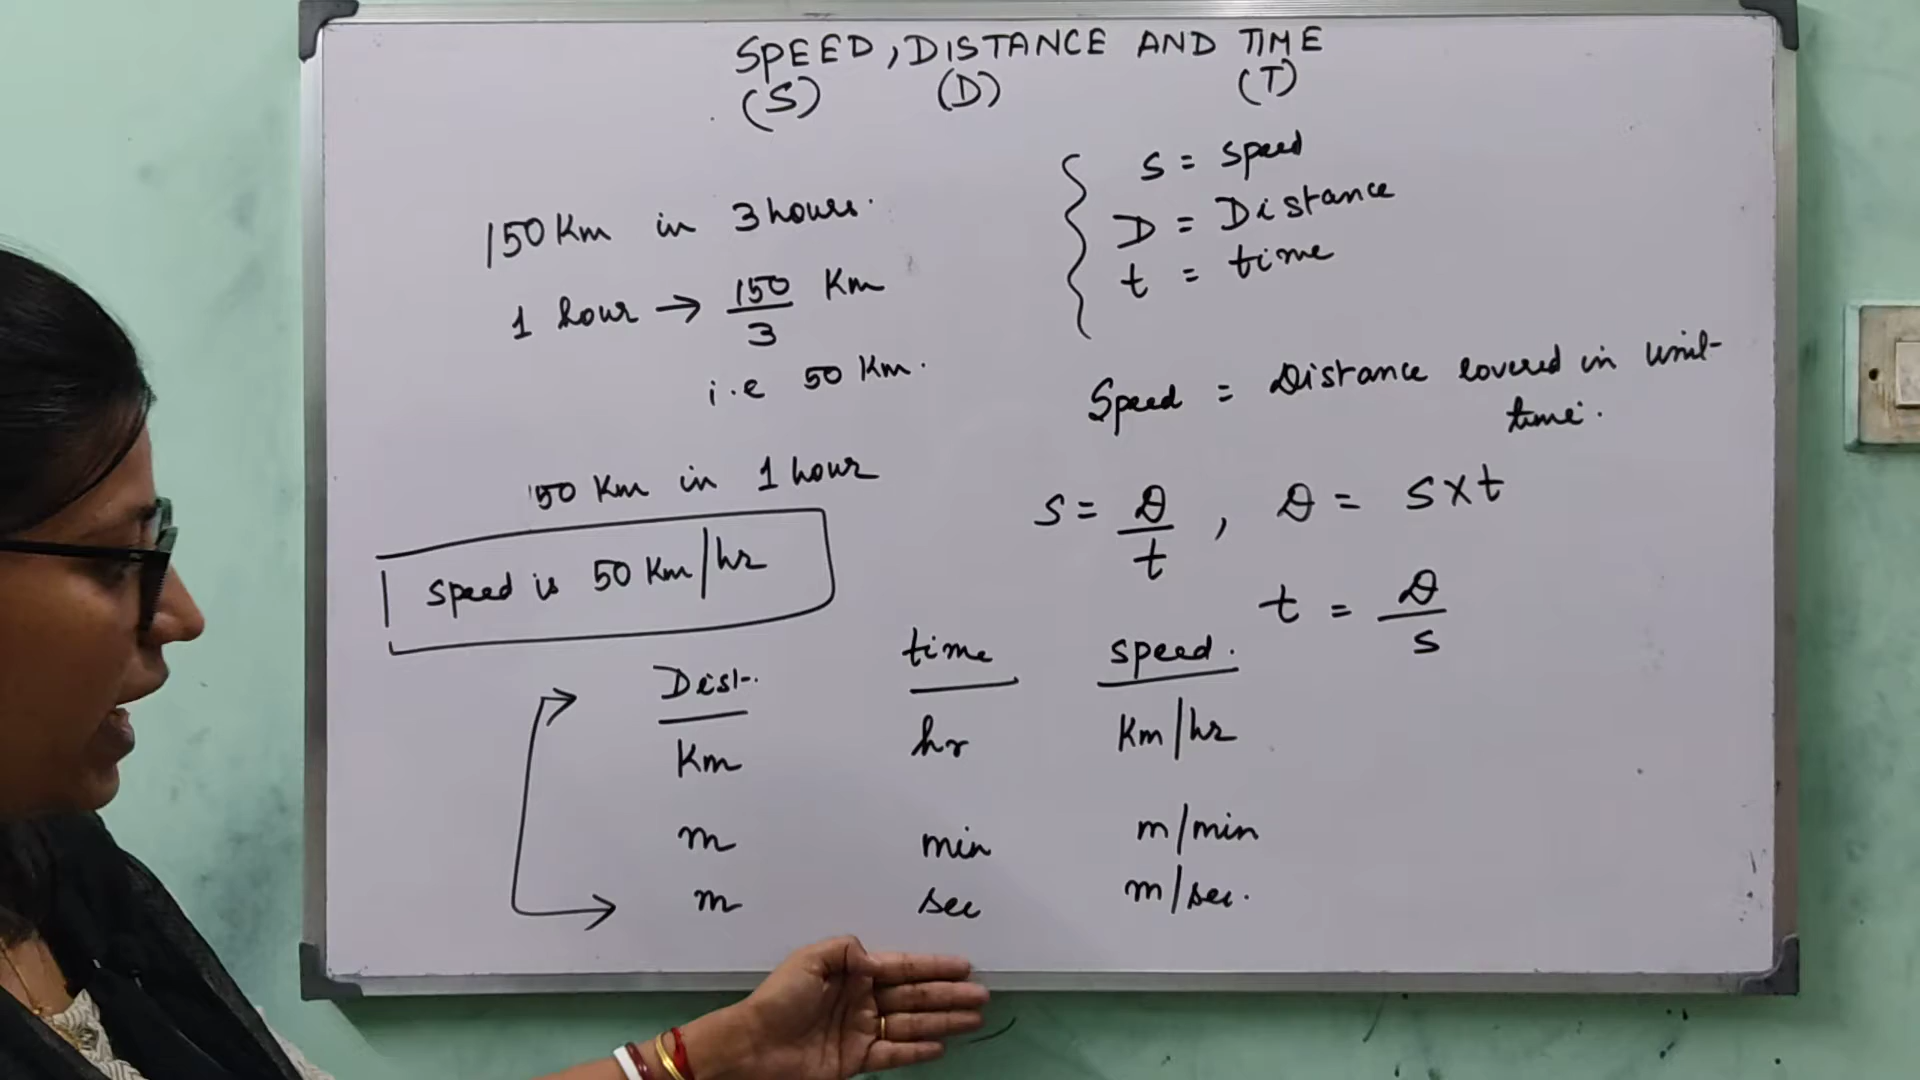 SPEED, DISTANCE AND TIME
(S) (D) (T)
150 Km in 3 hours.
1 hour → 150/3 Km
i.e 50 Km.
50 Km in 1 hour
speed is 50 Km/hr
s = speed
D = Distance
t = time
Speed = Distance covered in unit
time.
s = D/t , D = s x t
t = D/s
Dist. time speed.
Km hr Km/hr
m min m/min
m sec m/sec.